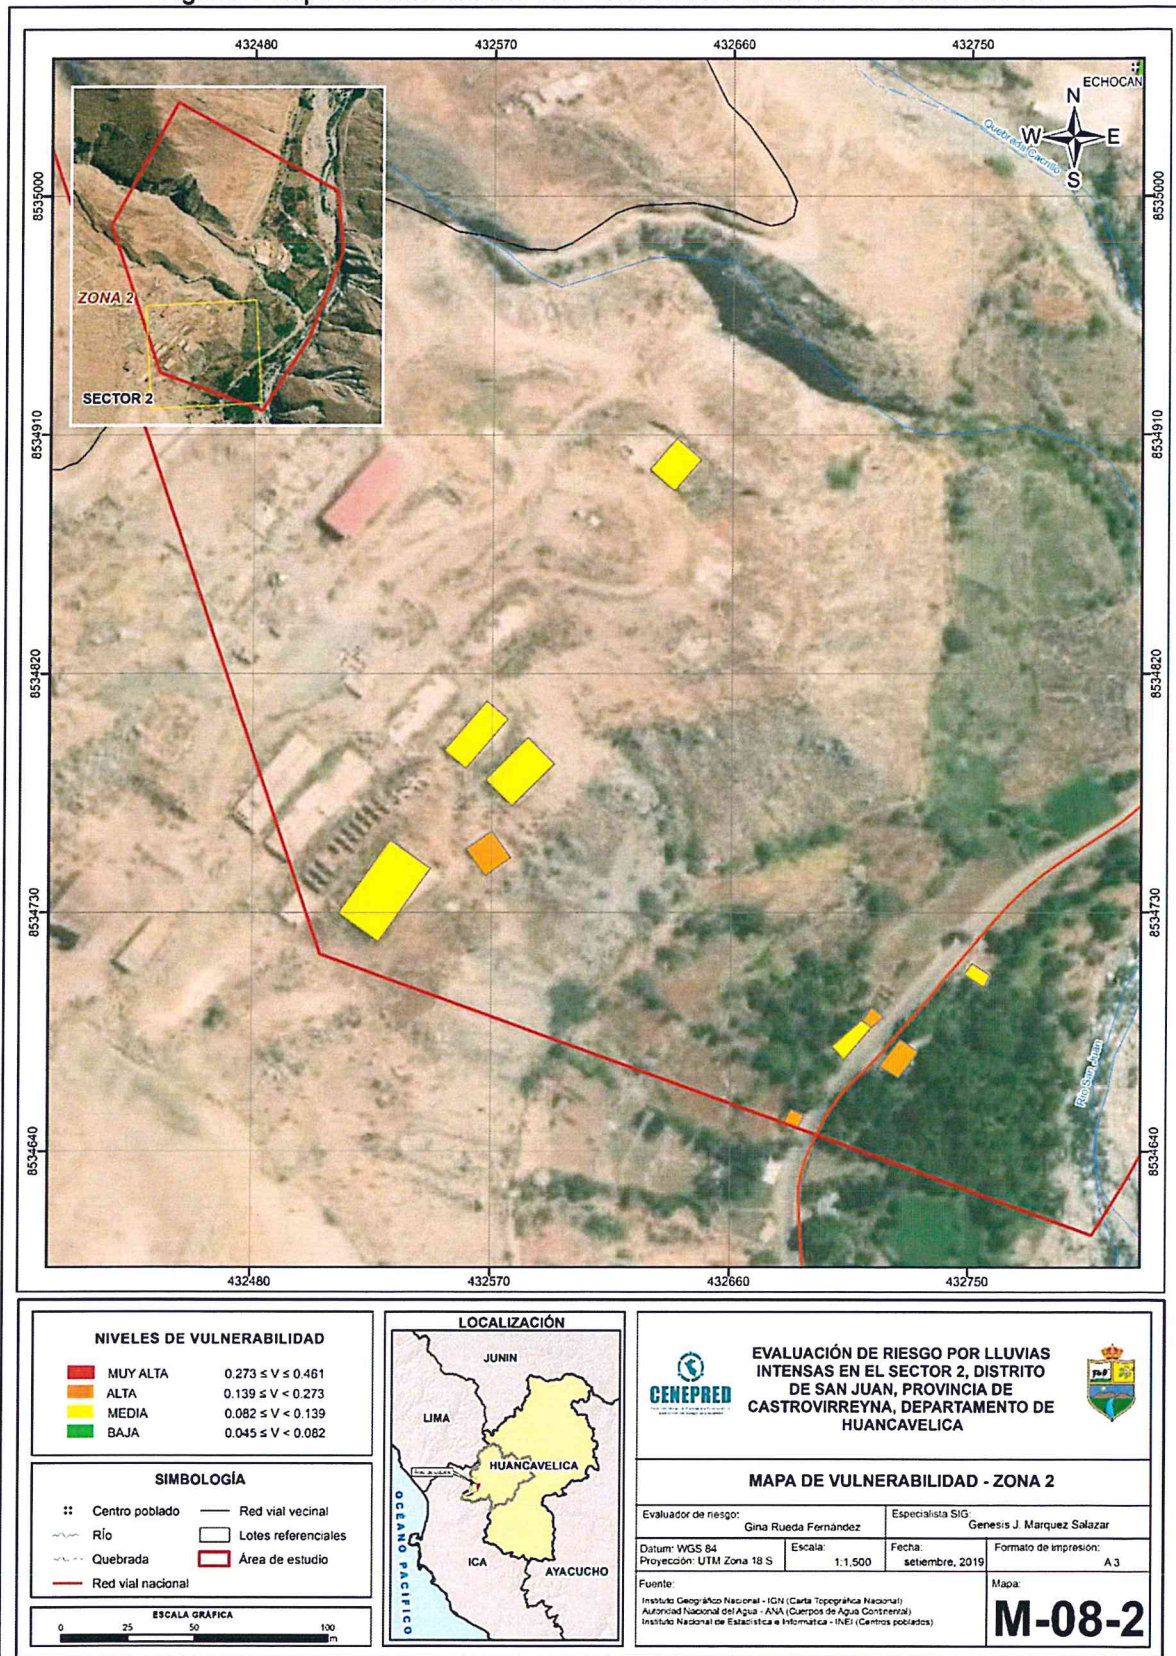 432480 432570 432660 432750
ECHOCAN
N
W E
S
Quebrada Cacrillo
8535000 8535000
ZONA 2
SECTOR 2
8534910 8534910
8534820 8534820
8534730 8534730
Río San Juan
8534640 8534640
432480 432570 432660 432750
NIVELES DE VULNERABILIDAD
MUY ALTA 0.273 ≤ V ≤ 0.461
ALTA 0.139 ≤ V < 0.273
MEDIA 0.082 ≤ V < 0.139
BAJA 0.045 ≤ V < 0.082
SIMBOLOGÍA
Centro poblado
Río
Quebrada
Red vial nacional
Red vial vecinal
Lotes referenciales
Área de estudio
ESCALA GRÁFICA
0 25 50 100
m
LOCALIZACIÓN
JUNIN
LIMA
HUANCAVELICA
OCÉANO PACÍFICO
ICA
AYACUCHO
CENEPRED
EVALUACIÓN DE RIESGO POR LLUVIAS
INTENSAS EN EL SECTOR 2, DISTRITO
DE SAN JUAN, PROVINCIA DE
CASTROVIRREYNA, DEPARTAMENTO DE
HUANCAVELICA
MAPA DE VULNERABILIDAD - ZONA 2
Evaluador de riesgo:
Gina Rueda Fernández
Especialista SIG:
Genesis J. Marquez Salazar
Datum: WGS 84
Proyección: UTM Zona 18 S
Escala:
1:1,500
Fecha:
setiembre, 2019
Formato de impresión:
A 3
Fuente:
Instituto Geográfico Nacional - IGN (Carta Topográfica Nacional)
Autoridad Nacional del Agua - ANA (Cuerpos de Agua Continental)
Instituto Nacional de Estadística e Informática - INEI (Centros poblados)
Mapa:
M-08-2